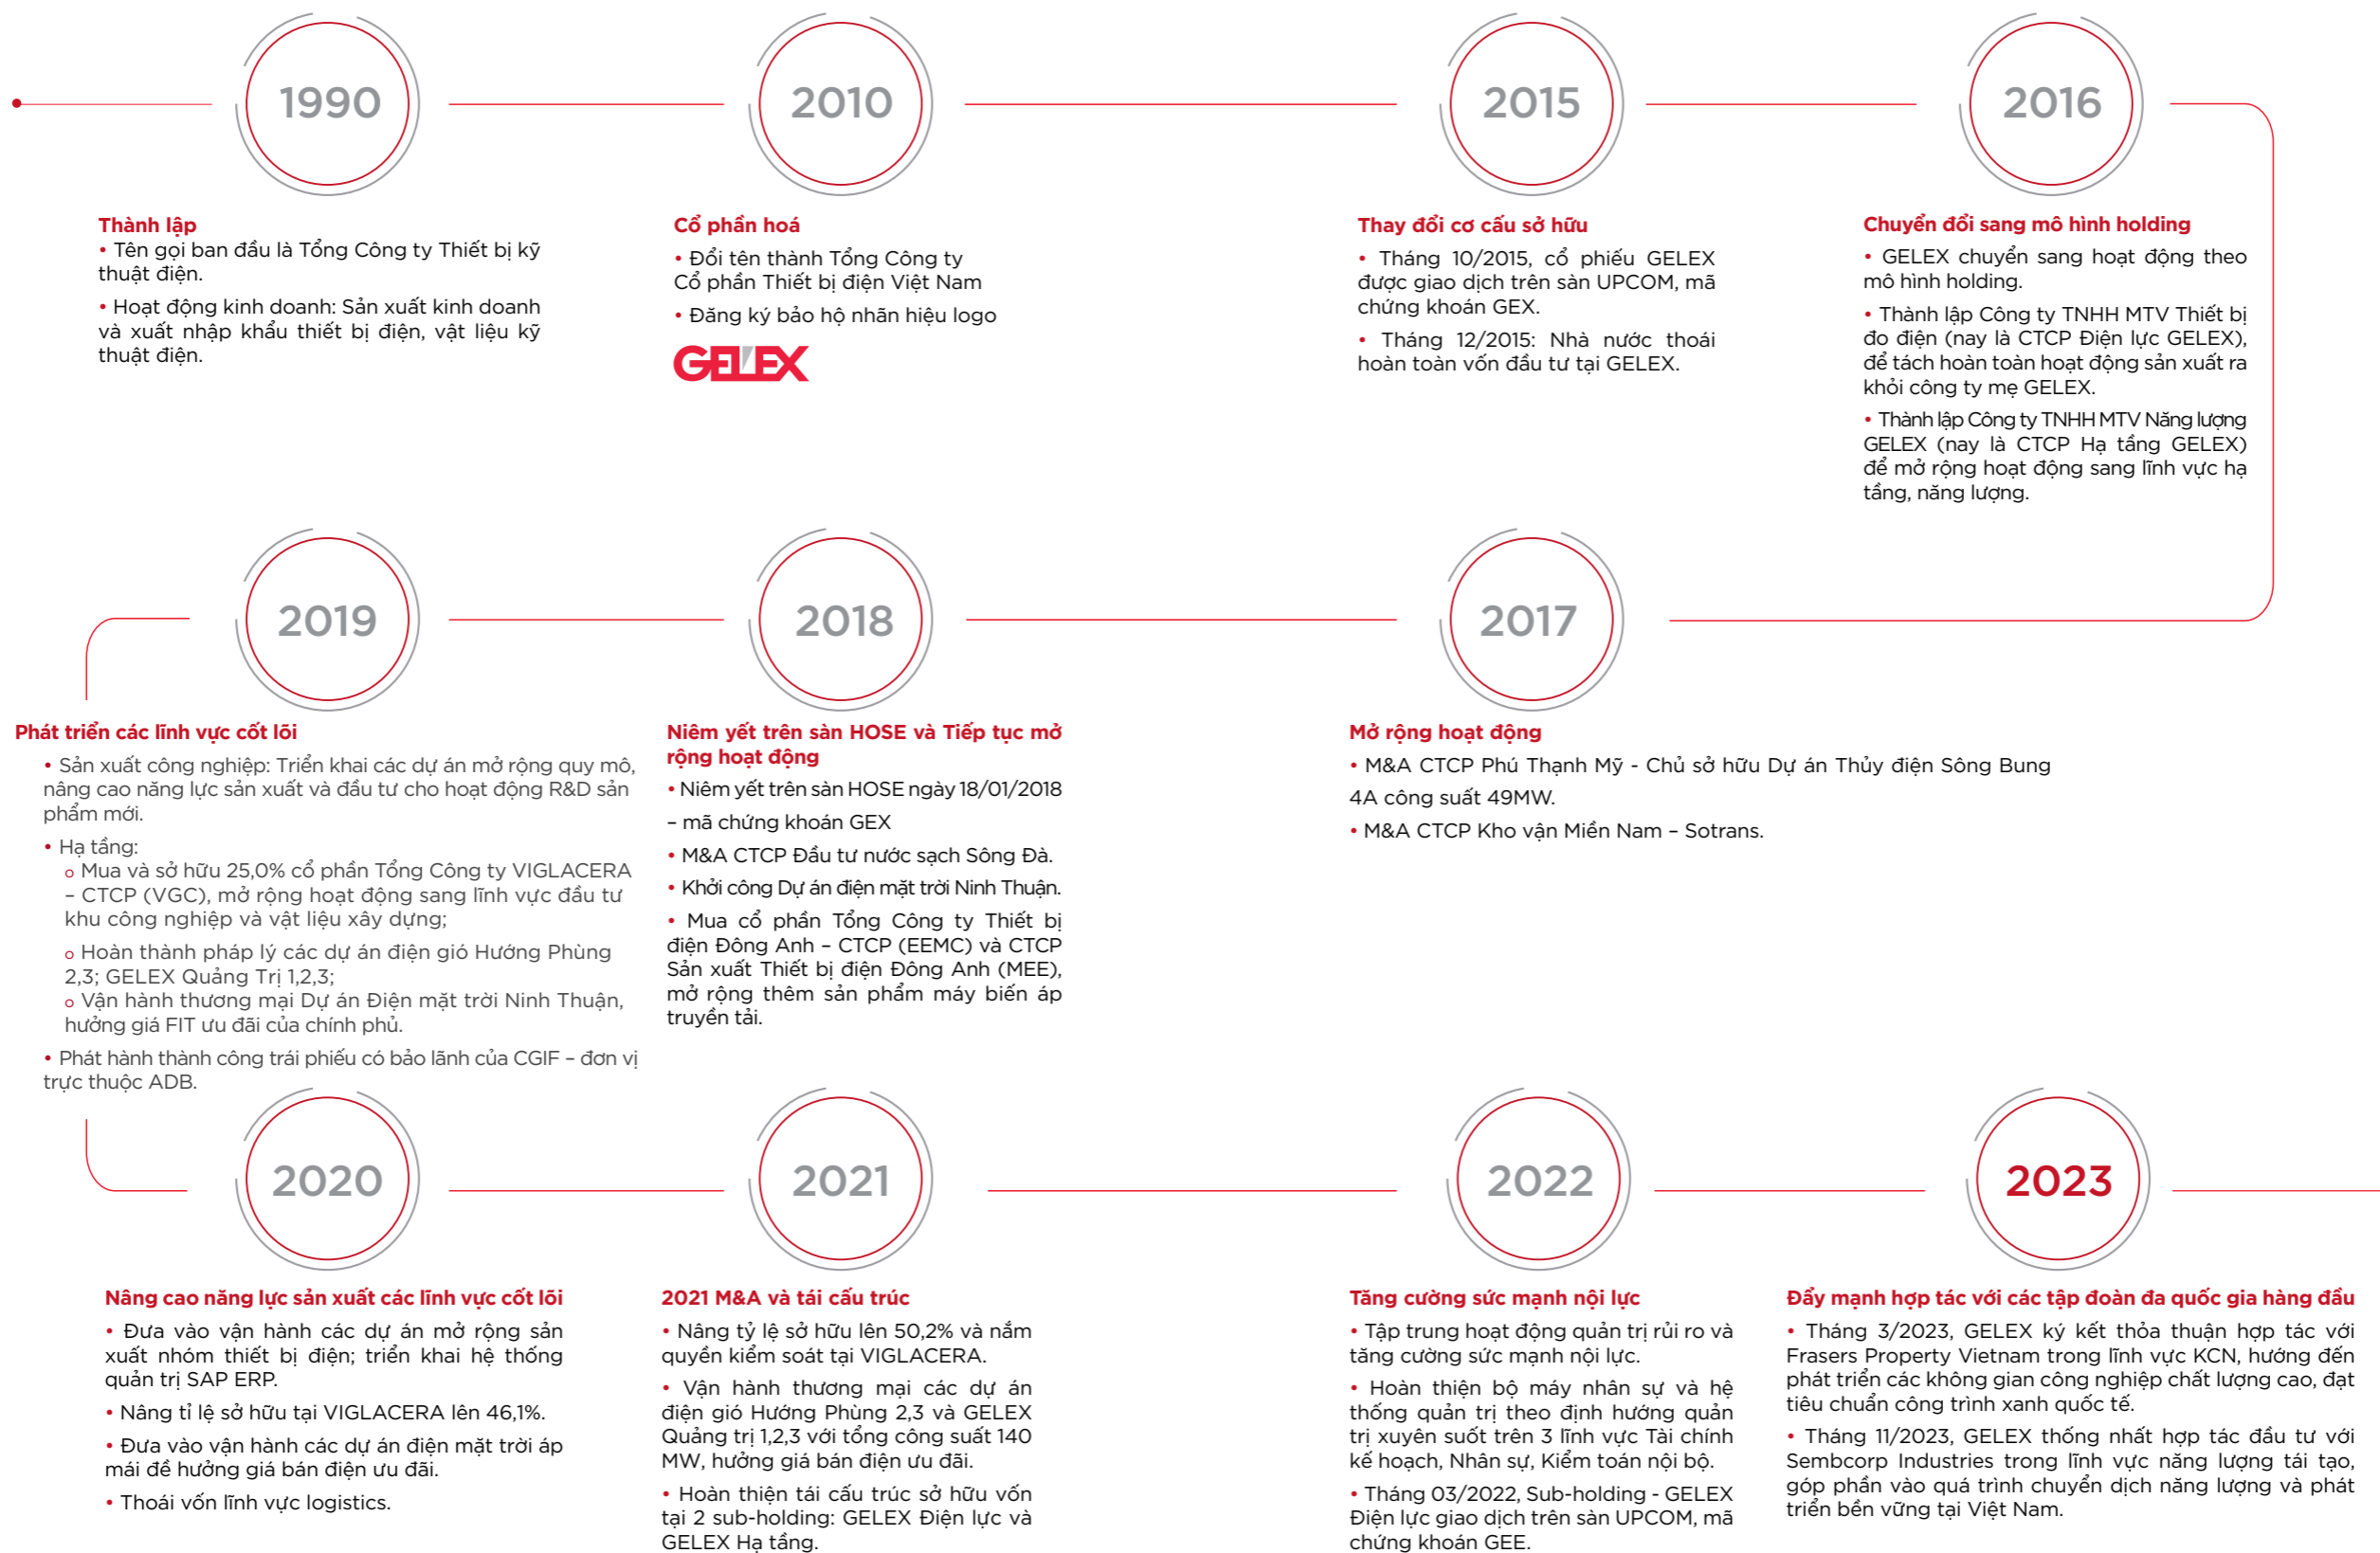 1990
Thành lập
• Tên gọi ban đầu là Tổng Công ty Thiết bị kỹ
thuật điện.
• Hoạt động kinh doanh: Sản xuất kinh doanh
và xuất nhập khẩu thiết bị điện, vật liệu kỹ
thuật điện.
2010
Cổ phần hoá
• Đổi tên thành Tổng Công ty
Cổ phần Thiết bị điện Việt Nam
• Đăng ký bảo hộ nhãn hiệu logo
GELEX
2015
Thay đổi cơ cấu sở hữu
• Tháng 10/2015, cổ phiếu GELEX
được giao dịch trên sàn UPCOM, mã
chứng khoán GEX.
• Tháng 12/2015: Nhà nước thoái
hoàn toàn vốn đầu tư tại GELEX.
2016
Chuyển đổi sang mô hình holding
• GELEX chuyển sang hoạt động theo
mô hình holding.
• Thành lập Công ty TNHH MTV Thiết bị
đo điện (nay là CTCP Điện lực GELEX),
để tách hoàn toàn hoạt động sản xuất ra
khỏi công ty mẹ GELEX.
• Thành lập Công ty TNHH MTV Năng lượng
GELEX (nay là CTCP Hạ tầng GELEX)
để mở rộng hoạt động sang lĩnh vực hạ
tầng, năng lượng.
2017
Mở rộng hoạt động
• M&A CTCP Phú Thạnh Mỹ - Chủ sở hữu Dự án Thủy điện Sông Bung
4A công suất 49MW.
• M&A CTCP Kho vận Miền Nam – Sotrans.
2018
Niêm yết trên sàn HOSE và Tiếp tục mở
rộng hoạt động
• Niêm yết trên sàn HOSE ngày 18/01/2018
– mã chứng khoán GEX
• M&A CTCP Đầu tư nước sạch Sông Đà.
• Khởi công Dự án điện mặt trời Ninh Thuận.
• Mua cổ phần Tổng Công ty Thiết bị
điện Đông Anh – CTCP (EEMC) và CTCP
Sản xuất Thiết bị điện Đông Anh (MEE),
mở rộng thêm sản phẩm máy biến áp
truyền tải.
2019
Phát triển các lĩnh vực cốt lõi
• Sản xuất công nghiệp: Triển khai các dự án mở rộng quy mô,
nâng cao năng lực sản xuất và đầu tư cho hoạt động R&D sản
phẩm mới.
• Hạ tầng:
o Mua và sở hữu 25,0% cổ phần Tổng Công ty VIGLACERA
– CTCP (VGC), mở rộng hoạt động sang lĩnh vực đầu tư
khu công nghiệp và vật liệu xây dựng;
o Hoàn thành pháp lý các dự án điện gió Hướng Phùng
2,3; GELEX Quảng Trị 1,2,3;
o Vận hành thương mại Dự án Điện mặt trời Ninh Thuận,
hưởng giá FIT ưu đãi của chính phủ.
• Phát hành thành công trái phiếu có bảo lãnh của CGIF – đơn vị
trực thuộc ADB.
2020
Nâng cao năng lực sản xuất các lĩnh vực cốt lõi
• Đưa vào vận hành các dự án mở rộng sản
xuất nhóm thiết bị điện; triển khai hệ thống
quản trị SAP ERP.
• Nâng tỉ lệ sở hữu tại VIGLACERA lên 46,1%.
• Đưa vào vận hành các dự án điện mặt trời áp
mái đề hưởng giá bán điện ưu đãi.
• Thoái vốn lĩnh vực logistics.
2021
2021 M&A và tái cấu trúc
• Nâng tỷ lệ sở hữu lên 50,2% và nắm
quyền kiểm soát tại VIGLACERA.
• Vận hành thương mại các dự án
điện gió Hướng Phùng 2,3 và GELEX
Quảng trị 1,2,3 với tổng công suất 140
MW, hưởng giá bán điện ưu đãi.
• Hoàn thiện tái cấu trúc sở hữu vốn
tại 2 sub-holding: GELEX Điện lực và
GELEX Hạ tầng.
2022
Tăng cường sức mạnh nội lực
• Tập trung hoạt động quản trị rủi ro và
tăng cường sức mạnh nội lực.
• Hoàn thiện bộ máy nhân sự và hệ
thống quản trị theo định hướng quản
trị xuyên suốt trên 3 lĩnh vực Tài chính
kế hoạch, Nhân sự, Kiểm toán nội bộ.
• Tháng 03/2022, Sub-holding - GELEX
Điện lực giao dịch trên sàn UPCOM, mã
chứng khoán GEE.
2023
Đẩy mạnh hợp tác với các tập đoàn đa quốc gia hàng đầu
• Tháng 3/2023, GELEX ký kết thỏa thuận hợp tác với
Frasers Property Vietnam trong lĩnh vực KCN, hướng đến
phát triển các không gian công nghiệp chất lượng cao, đạt
tiêu chuẩn công trình xanh quốc tế.
• Tháng 11/2023, GELEX thống nhất hợp tác đầu tư với
Sembcorp Industries trong lĩnh vực năng lượng tái tạo,
góp phần vào quá trình chuyển dịch năng lượng và phát
triển bền vững tại Việt Nam.